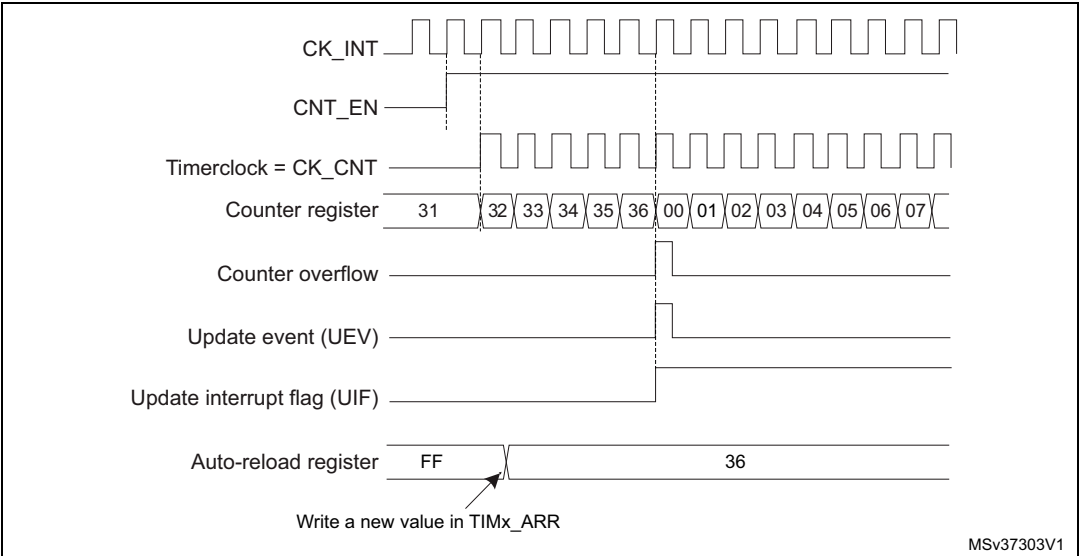 CK_INT
CNT_EN
Timerclock = CK_CNT
Counter register 31 32 33 34 35 36 00 01 02 03 04 05 06 07
Counter overflow
Update event (UEV)
Update interrupt flag (UIF)
Auto-reload register FF 36
Write a new value in TIMx_ARR
MSv37303V1